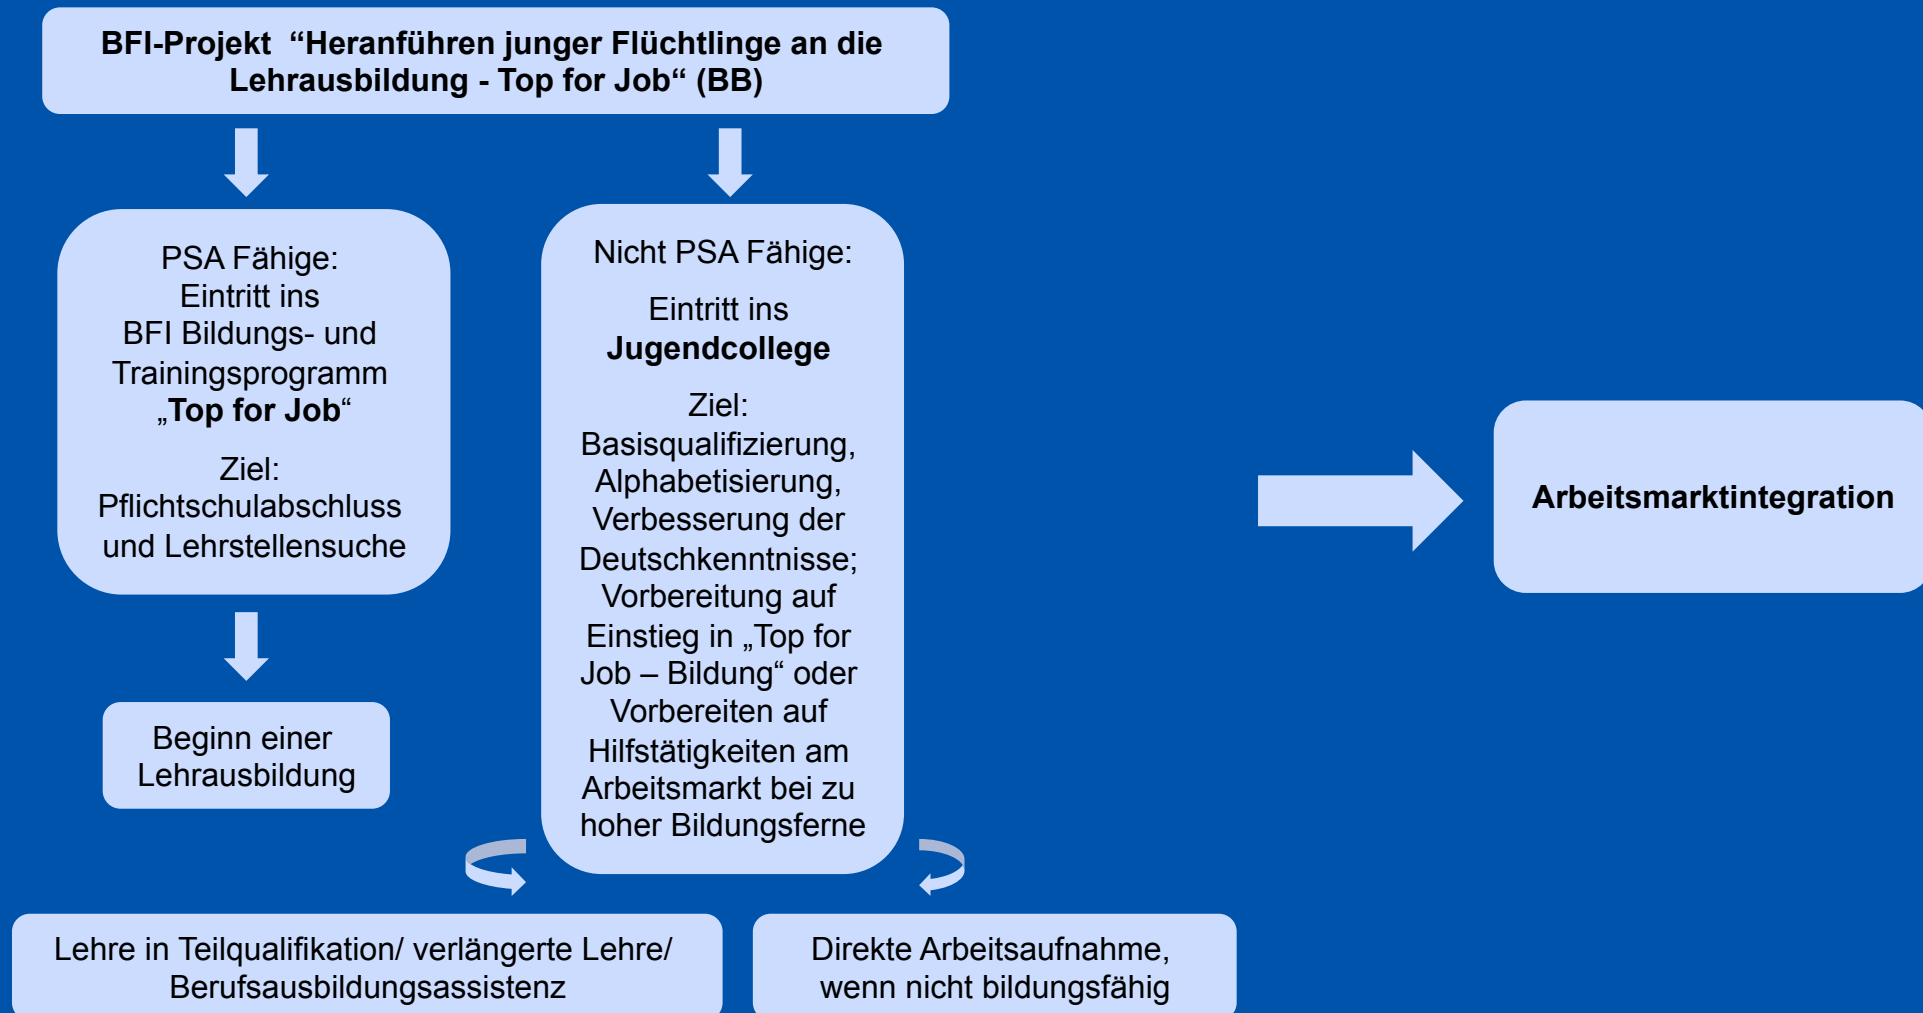 BFI-Projekt “Heranführen junger Flüchtlinge an die
Lehrausbildung - Top for Job“ (BB)
PSA Fähige:
Eintritt ins
BFI Bildungs- und
Trainingsprogramm
„Top for Job“
Ziel:
Pflichtschulabschluss
und Lehrstellensuche
Beginn einer
Lehrausbildung
Nicht PSA Fähige:
Eintritt ins
Jugendcollege
Ziel:
Basisqualifizierung,
Alphabetisierung,
Verbesserung der
Deutschkenntnisse;
Vorbereitung auf
Einstieg in „Top for
Job – Bildung“ oder
Vorbereiten auf
Hilfstätigkeiten am
Arbeitsmarkt bei zu
hoher Bildungsferne
Lehre in Teilqualifikation/ verlängerte Lehre/
Berufsausbildungsassistenz
Direkte Arbeitsaufnahme,
wenn nicht bildungsfähig
Arbeitsmarktintegration